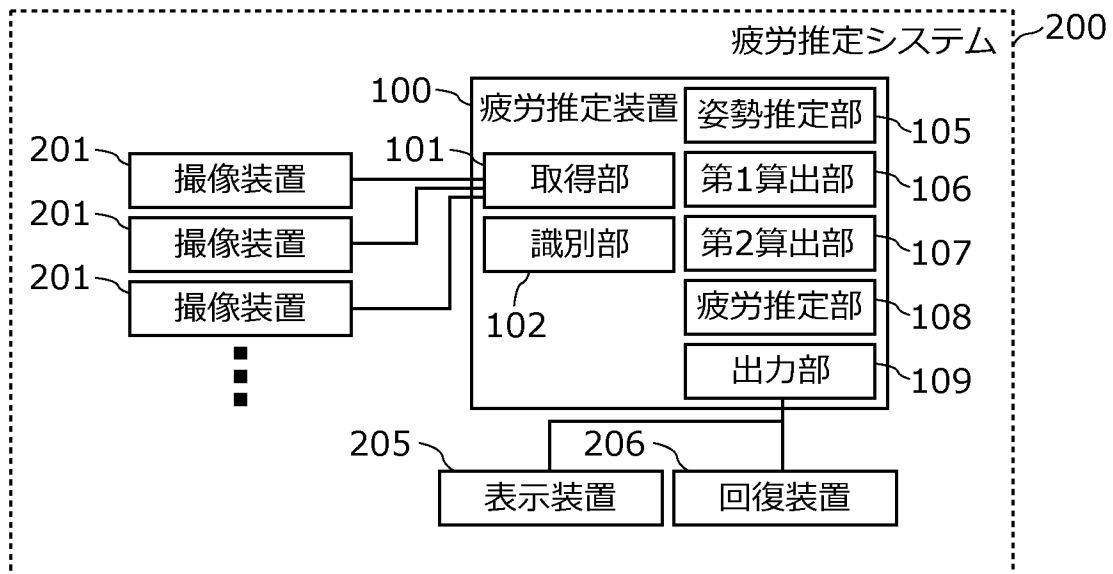 疲労推定システム
200
100
疲労推定装置
姿勢推定部
105
201
撮像装置
101
取得部
第1算出部
106
201
撮像装置
識別部
102
第2算出部
107
201
撮像装置
疲労推定部
108
出力部
109
205
表示装置
206
回復装置